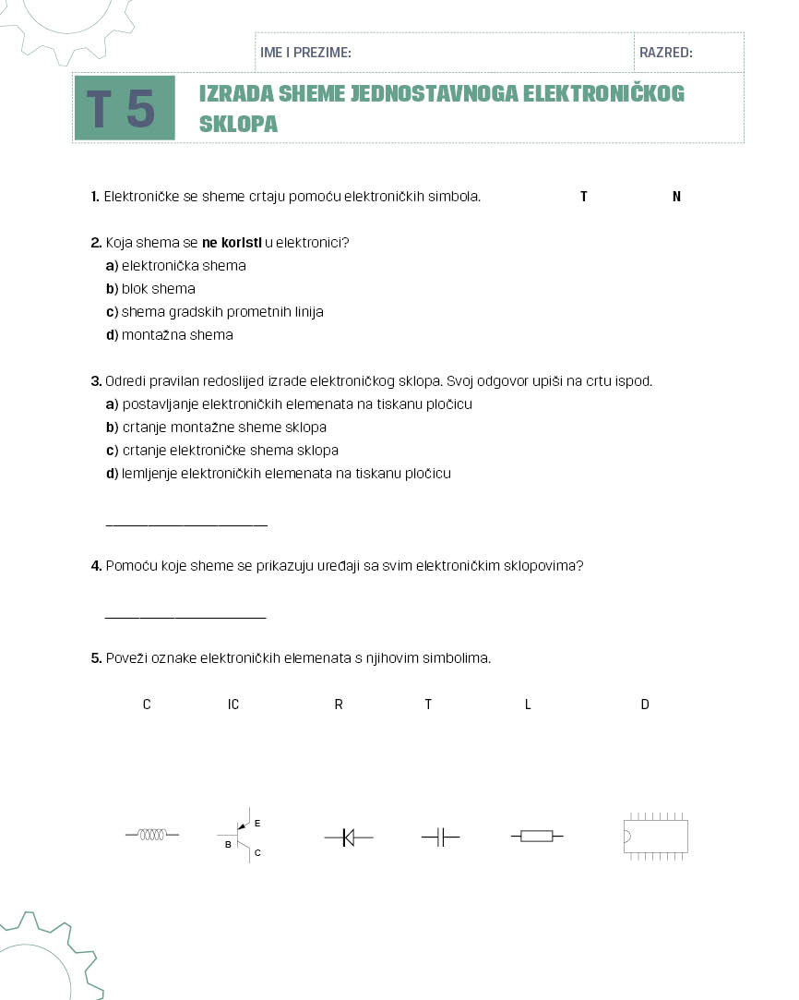 IME I PREZIME:
RAZRED:
T 5
IZRADA SHEME JEDNOSTAVNOGA ELEKTRONIČKOG
SKLOPA
1. Elektroničke se sheme crtaju pomoću elektroničkih simbola. T N
2. Koja shema se ne koristi u elektronici?
a) elektronička shema
b) blok shema
c) shema gradskih prometnih linija
d) montažna shema
3. Odredi pravilan redoslijed izrade elektroničkog sklopa. Svoj odgovor upiši na crtu ispod.
a) postavljanje elektroničkih elemenata na tiskanu pločicu
b) crtanje montažne sheme sklopa
c) crtanje elektroničke shema sklopa
d) lemljenje elektroničkih elemenata na tiskanu pločicu
4. Pomoću koje sheme se prikazuju uređaji sa svim elektroničkim sklopovima?
5. Poveži oznake elektroničkih elemenata s njihovim simbolima.
C IC R T L D
E
B
C